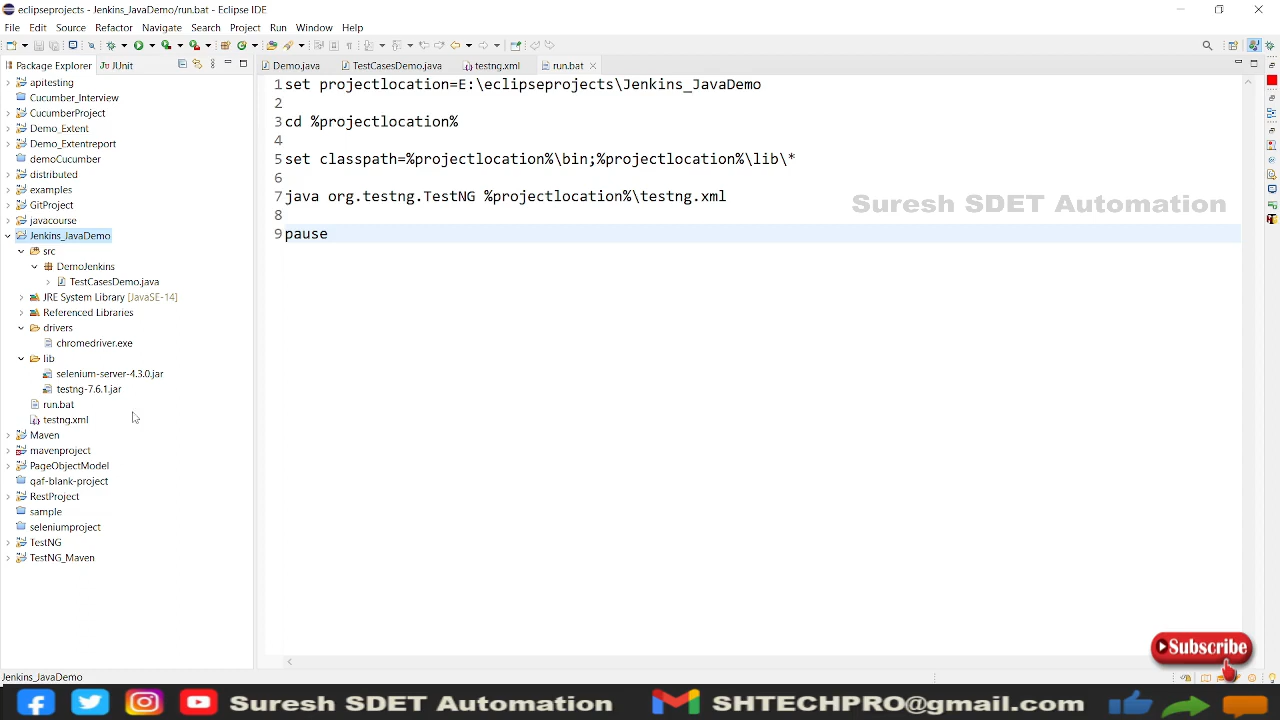 eclipseprojects - Jenkins_JavaDemo/run.bat - Eclipse IDE
File Edit Source Refactor Navigate Search Project Run Window Help
Package Explorer JUnit
Demo.java TestCasesDemo.java testng.xml run.bat
apitesting
Cucumber_Interview
CucumberProject
Demo_Extent
Demo_Extentreport
demoCucumber
distributed
examples
GitProject
javacourse
Jenkins_JavaDemo
src
DemoJenkins
TestCasesDemo.java
JRE System Library [JavaSE-14]
Referenced Libraries
drivers
chromedriver.exe
lib
selenium-server-4.3.0.jar
testng-7.6.1.jar
run.bat
testng.xml
Maven
mavenproject
PageObjectModel
qaf-blank-project
RestProject
sample
seleniumproject
TestNG
TestNG_Maven
1 set projectlocation=E:\eclipseprojects\Jenkins_JavaDemo
2
3 cd %projectlocation%
4
5 set classpath=%projectlocation%\bin;%projectlocation%\lib\*
6
7 java org.testng.TestNG %projectlocation%\testng.xml
8
9 pause
Suresh SDET Automation
Subscribe
Jenkins_JavaDemo
Suresh SDET Automation SHTECHPRO@gmail.com